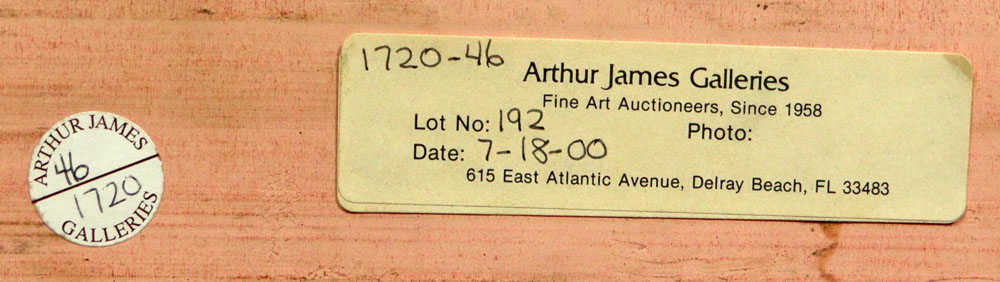 ARTHUR JAMES
46
1720
GALLERIES
1720-46
Arthur James Galleries
Fine Art Auctioneers, Since 1958
Lot No: 192 Photo:
Date: 7-18-00
615 East Atlantic Avenue, Delray Beach, FL 33483